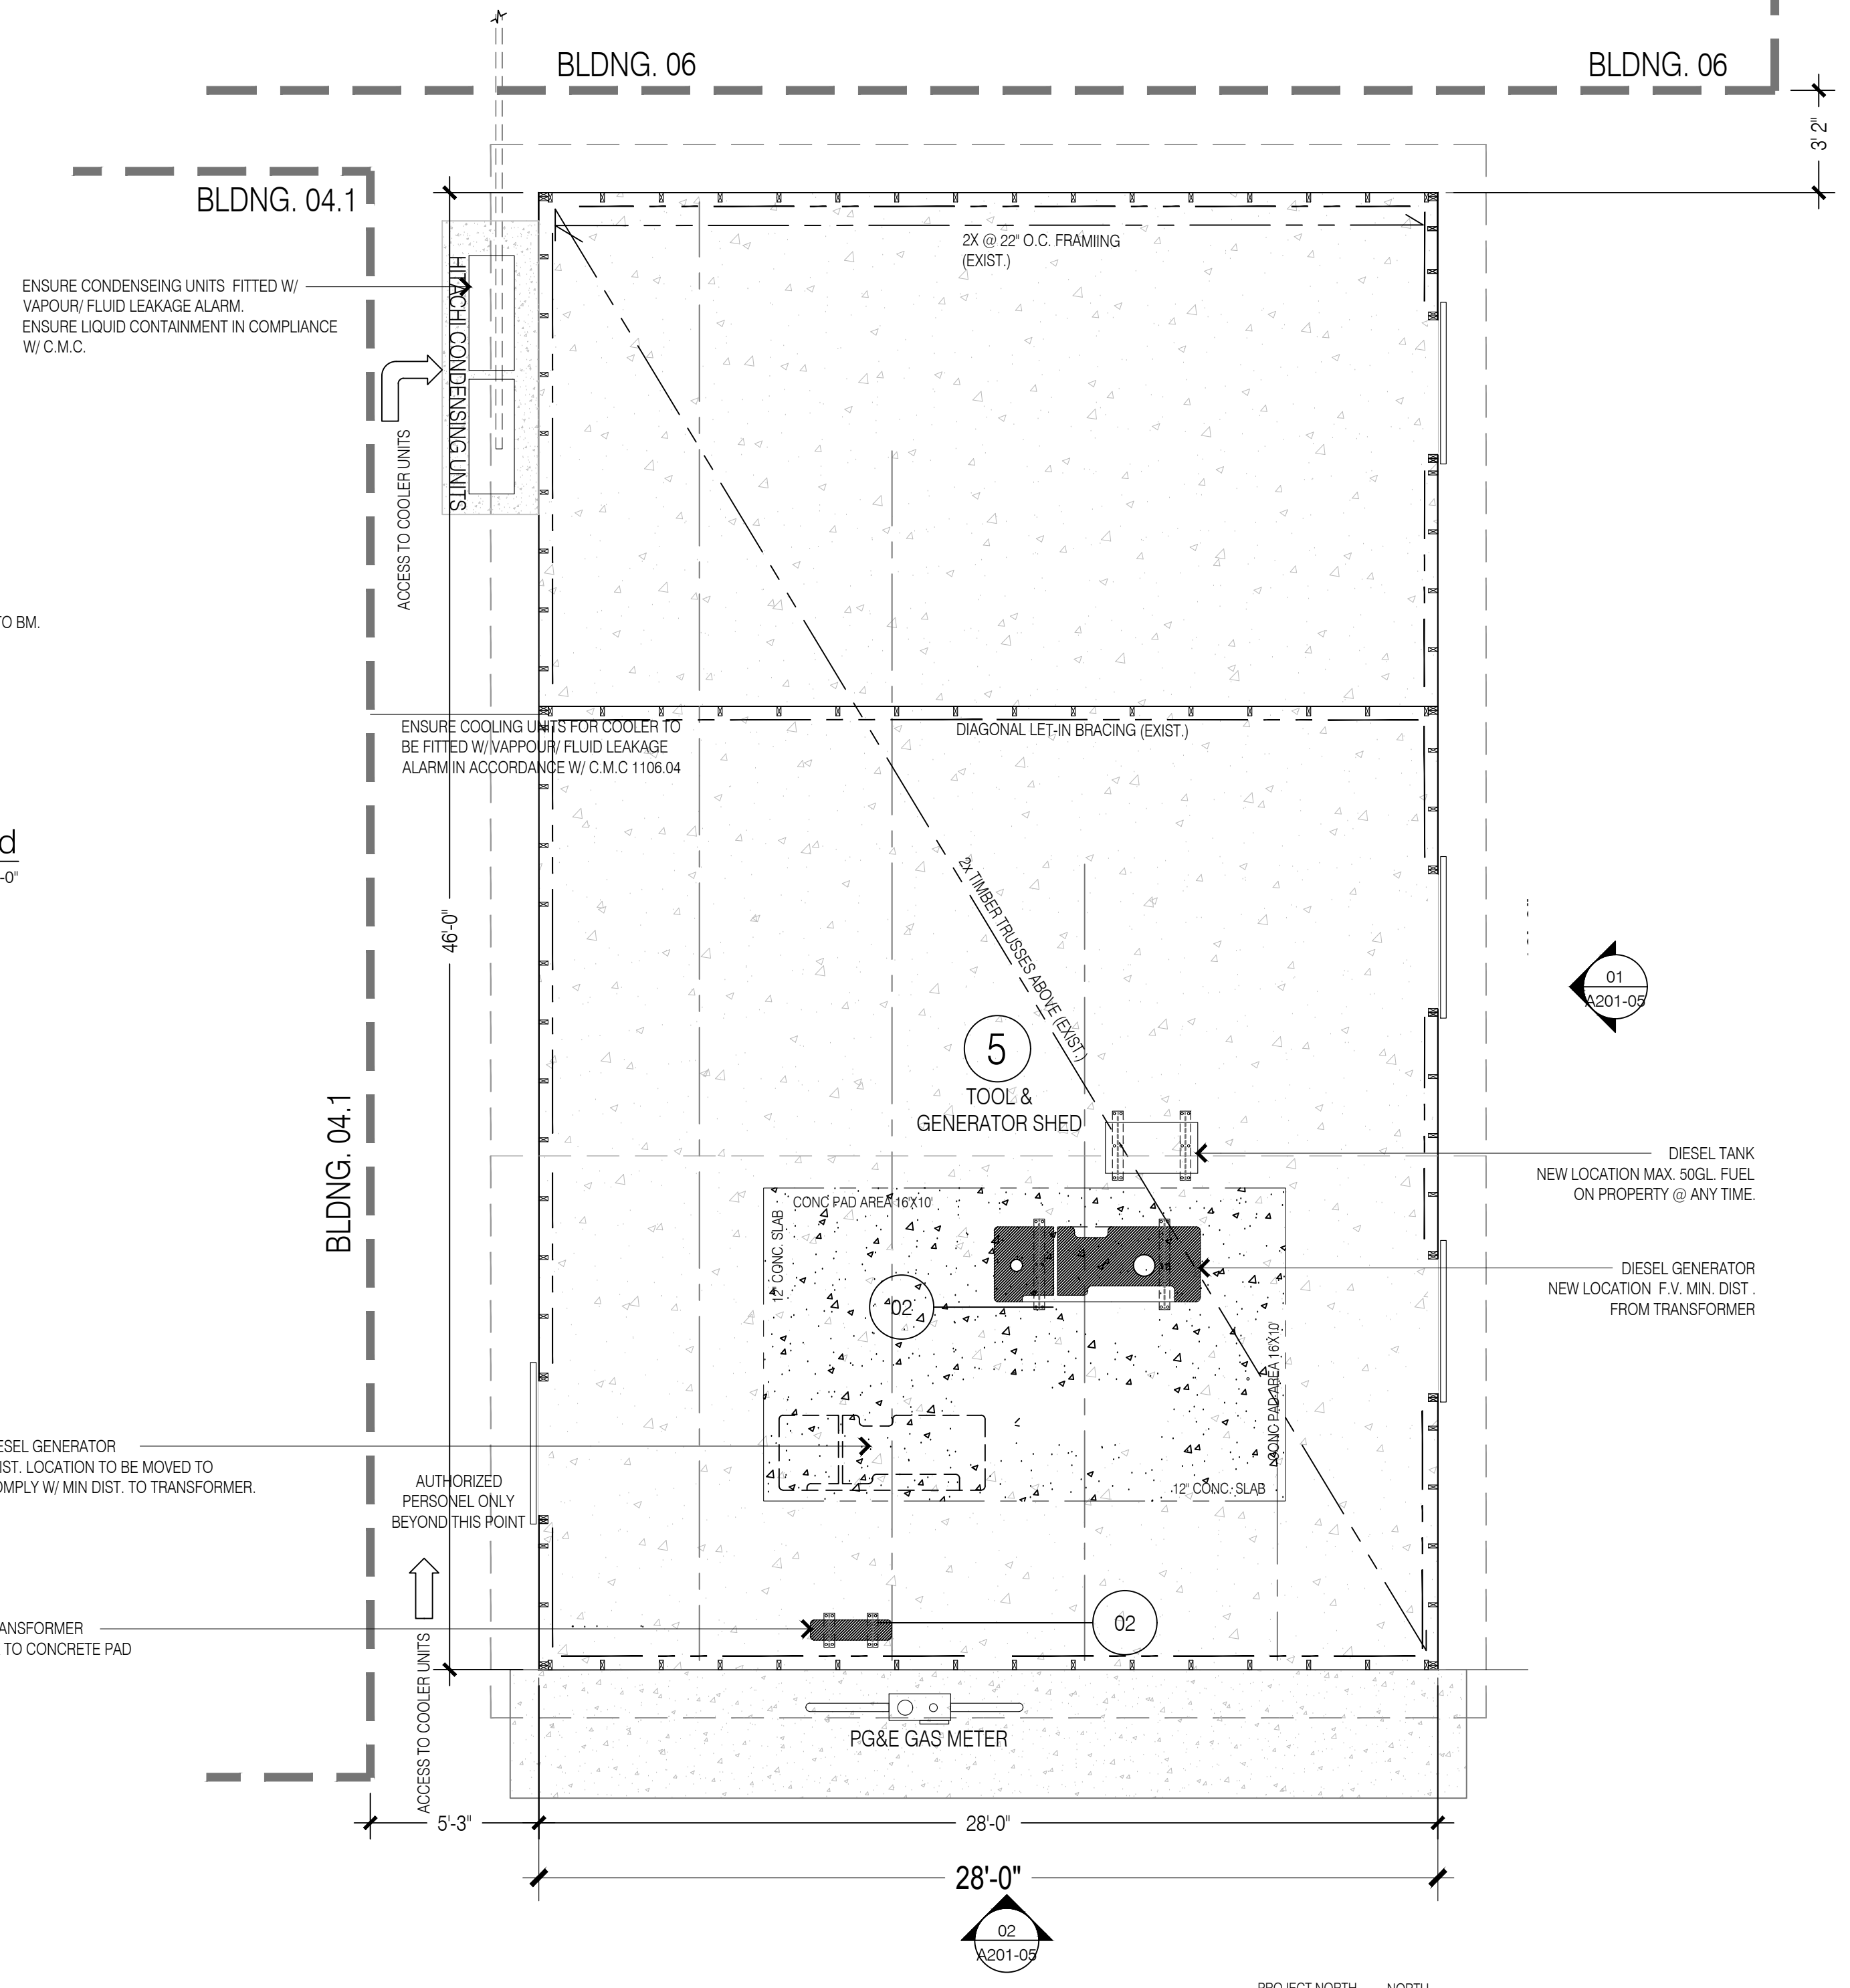 BLDNG. 06
BLDNG. 06
3' 2"
BLDNG. 04.1
2X @ 22" O.C. FRAMIING
(EXIST.)
ENSURE CONDENSEING UNITS FITTED W/
VAPOUR/ FLUID LEAKAGE ALARM.
ENSURE LIQUID CONTAINMENT IN COMPLIANCE
W/ C.M.C.
HITACHI CONDENSING UNITS
ACCESS TO COOLER UNITS
TO BM.
ENSURE COOLING UNITS FOR COOLER TO
BE FITTED W/ VAPPOUR/ FLUID LEAKAGE
ALARM IN ACCORDANCE W/ C.M.C 1106.04
DIAGONAL LET-IN BRACING (EXIST.)
d
-0"
46'-0"
2x TIMBER TRUSSES ABOVE (EXIST.)
01
A201-05
5
TOOL &
GENERATOR SHED
BLDNG. 04.1
DIESEL TANK
NEW LOCATION MAX. 50GL. FUEL
ON PROPERTY @ ANY TIME.
CONC PAD AREA 16'X10'
12" CONC. SLAB
DIESEL GENERATOR
NEW LOCATION F.V. MIN. DIST .
FROM TRANSFORMER
02
CONC PAD AREA 16'X10'
12" CONC. SLAB
ESEL GENERATOR
IST. LOCATION TO BE MOVED TO
OMPLY W/ MIN DIST. TO TRANSFORMER.
AUTHORIZED
PERSONEL ONLY
BEYOND THIS POINT
02
ANSFORMER
TO CONCRETE PAD
ACCESS TO COOLER UNITS
PG&E GAS METER
5'-3"
28'-0"
28'-0"
02
A201-05
PROJECT NORTH
NORTH